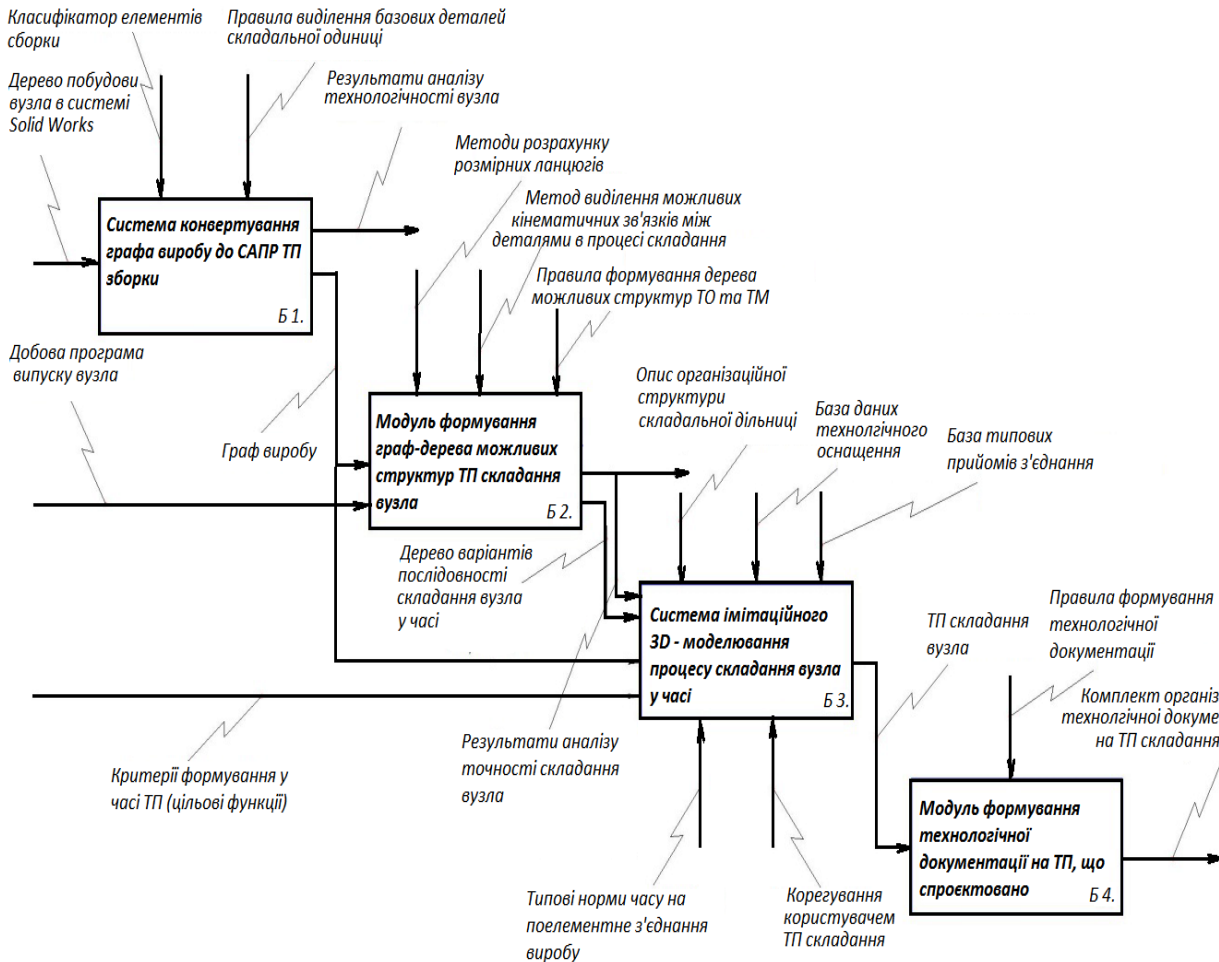 Класифікатор елементів
сборки
Правила виділення базових деталей
складальної одиниці
Дерево побудови
вузла в системі
Solid Works
Результати аналізу
технологічності вузла
Методи розрахунку
розмірних ланцюгів
Метод виділення можливих
кінематичних зв'язків між
деталями в процесі складання
Правила формування дерева
можливих структур ТО та ТМ
Система конвертування
графа виробу до САПР ТП
зборки
Б 1.
Добова програма
випуску вузла
Граф виробу
Модуль формування
граф-дерева можливих
структур ТП складання
вузла
Б 2.
Опис організаційної
структури
складальної дільниці
База даних
технолгічного
оснащення
База типових
прийомів з'єднання
Дерево варіантів
послідовності
складання вузла
у часі
Система імітаційного
3D - моделювання
процесу складання вузла
у часі
Б 3.
ТП складання
вузла
Правила формування
технологічної
документації
Комплект організ
технолгічної докуме
на ТП складання
Критерії формування у
часі ТП (цільові функції)
Результати аналізу
точності складання
вузла
Модуль формування
технологічної
документації на ТП, що
спроєктовано
Б 4.
Типові норми часу на
поелементне з'єднання
виробу
Корегування
користувачем
ТП складання